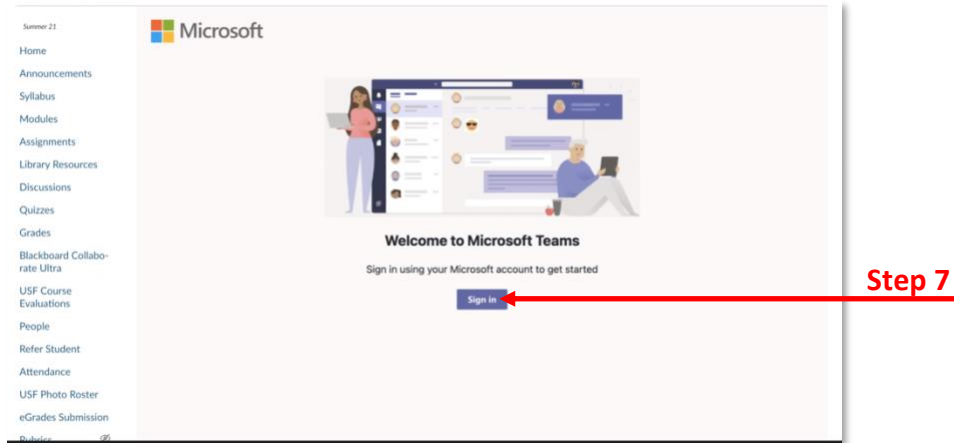 Summer 21
Microsoft
Home
Announcements
Syllabus
Modules
Assignments
Library Resources
Discussions
Quizzes
Grades
Blackboard Collabo-
rate Ultra
USF Course
Evaluations
People
Refer Student
Attendance
USF Photo Roster
eGrades Submission
Rubrics
Welcome to Microsoft Teams
Sign in using your Microsoft account to get started
Sign in
Step 7